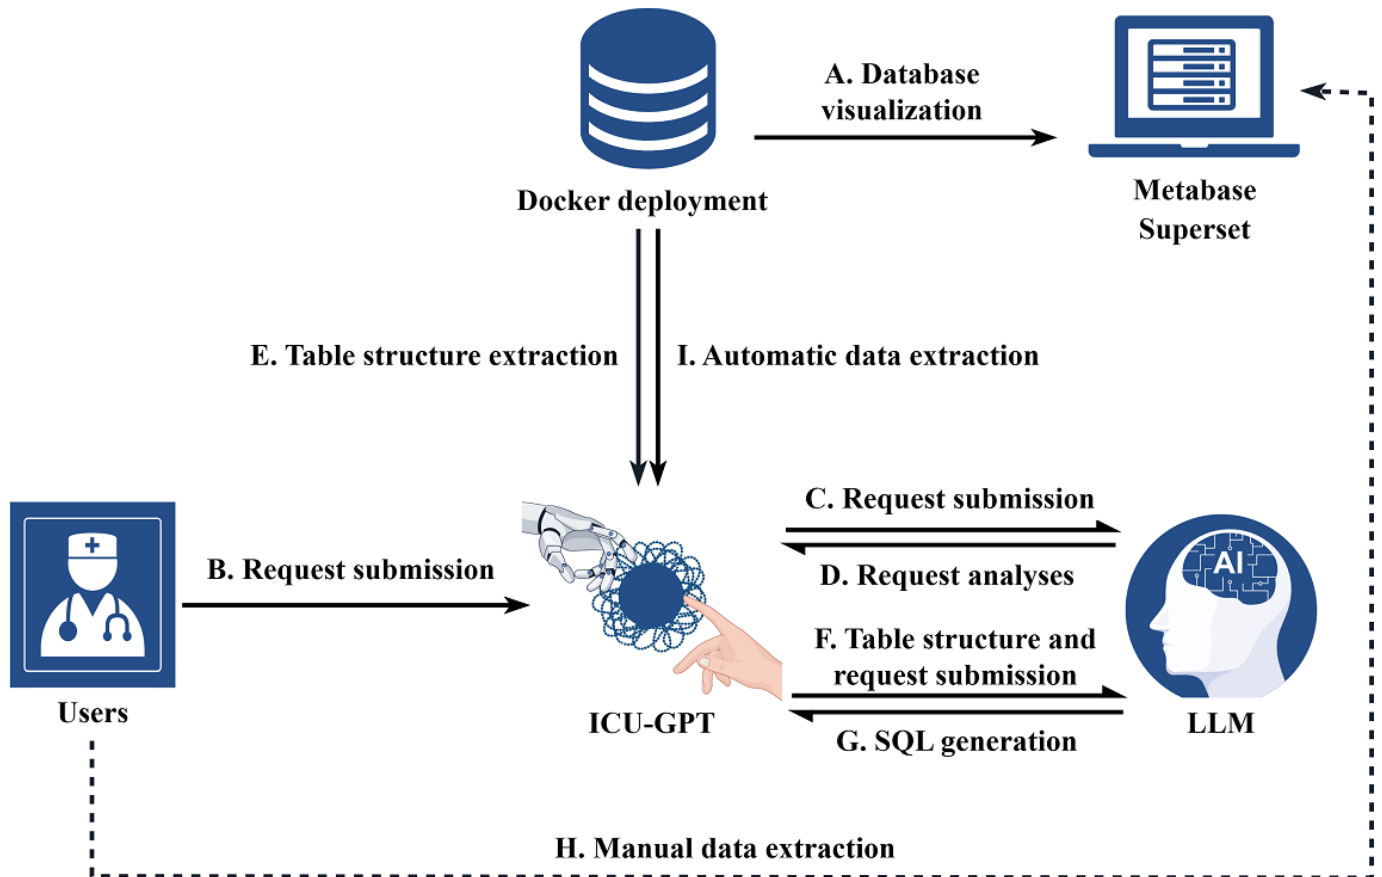 A. Database
visualization
Docker deployment
Metabase
Superset
E. Table structure extraction
I. Automatic data extraction
C. Request submission
B. Request submission
D. Request analyses
AI
F. Table structure and
request submission
Users
ICU-GPT
G. SQL generation
LLM
H. Manual data extraction